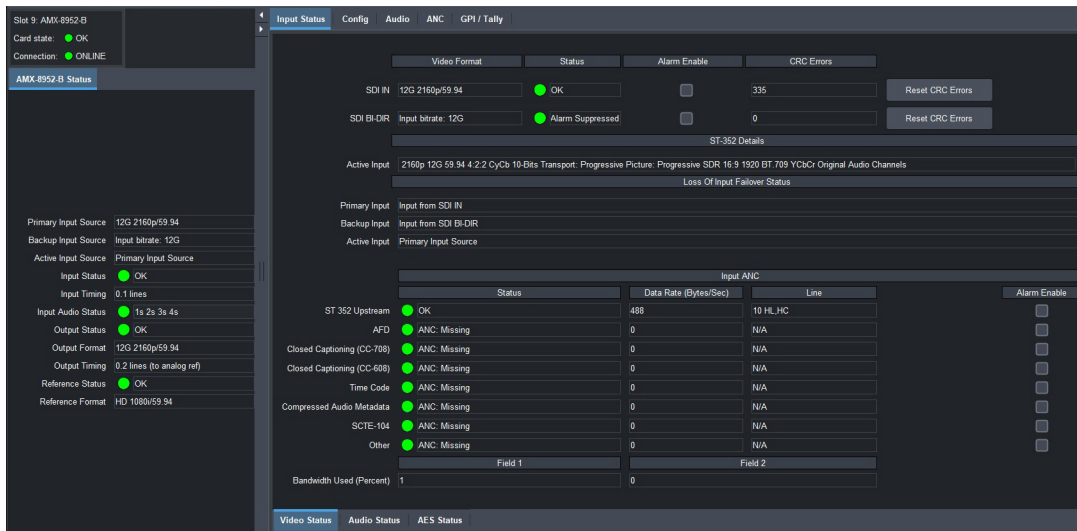 Slot 9: AMX-8952-B
Card state: OK
Connection: ONLINE
AMX-8952-B Status
Primary Input Source 12G 2160p/59.94
Backup Input Source Input bitrate: 12G
Active Input Source Primary Input Source
Input Status OK
Input Timing 0.1 lines
Input Audio Status 1s 2s 3s 4s
Output Status OK
Output Format 12G 2160p/59.94
Output Timing 0.2 lines (to analog ref)
Reference Status OK
Reference Format HD 1080i/59.94
Input Status Config Audio ANC GPI / Tally
Video Format Status Alarm Enable CRC Errors
SDI IN 12G 2160p/59.94 OK 335 Reset CRC Errors
SDI BI-DIR Input bitrate: 12G Alarm Suppressed 0 Reset CRC Errors
ST-352 Details
Active Input 2160p 12G 59.94 4:2:2 CyCb 10-Bits Transport: Progressive Picture: Progressive SDR 16:9 1920 BT.709 YCbCr Original Audio Channels
Loss Of Input Failover Status
Primary Input Input from SDI IN
Backup Input Input from SDI BI-DIR
Active Input Primary Input Source
Input ANC
Status Data Rate (Bytes/Sec) Line Alarm Enable
ST 352 Upstream OK 488 10 HL,HC
AFD ANC: Missing 0 N/A
Closed Captioning (CC-708) ANC: Missing 0 N/A
Closed Captioning (CC-608) ANC: Missing 0 N/A
Time Code ANC: Missing 0 N/A
Compressed Audio Metadata ANC: Missing 0 N/A
SCTE-104 ANC: Missing 0 N/A
Other ANC: Missing 0 N/A
Field 1 Field 2
Bandwidth Used (Percent) 1 0
Video Status Audio Status AES Status